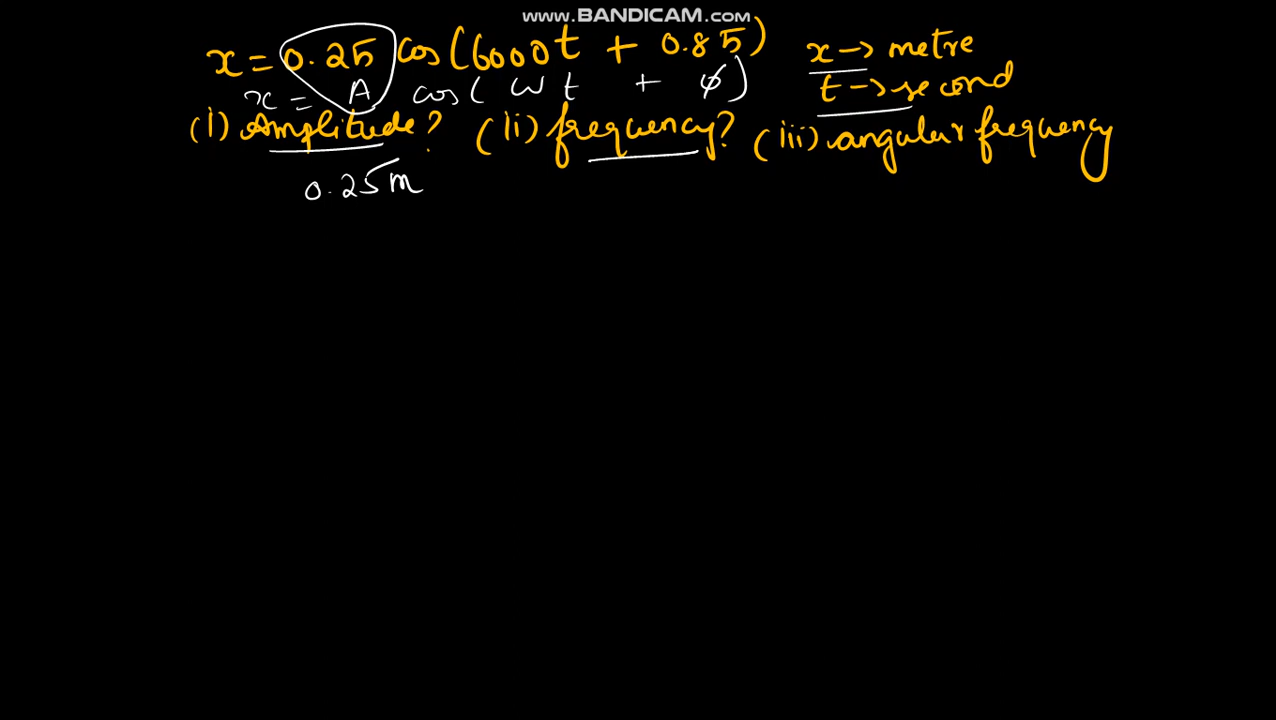 www.BANDICAM.com
x = 0.25 cos(6000t + 0.85) x → metre
x = A cos( ωt + φ) t → second
(i) Amplitude? (ii) frequency? (iii) angular frequency
0.25m